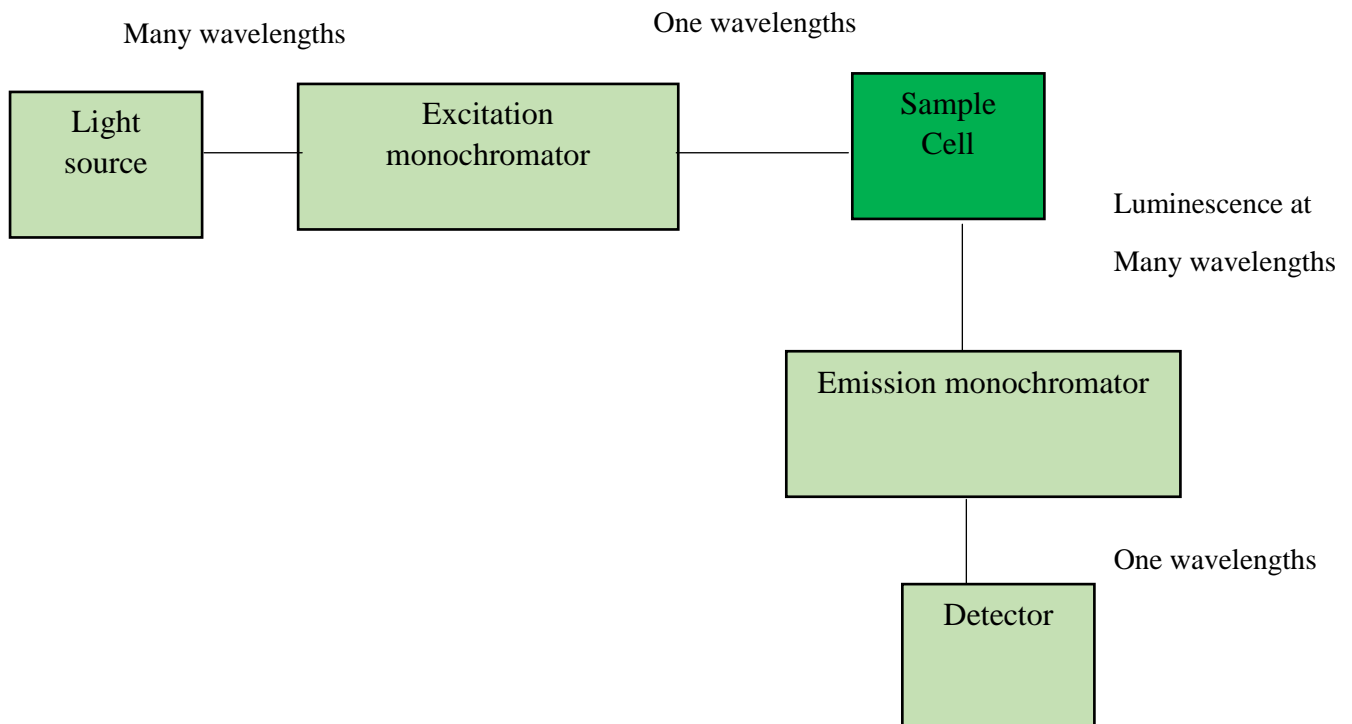 Many wavelengths
One wavelengths
Light
source
Excitation
monochromator
Sample
Cell
Luminescence at
Many wavelengths
Emission monochromator
One wavelengths
Detector